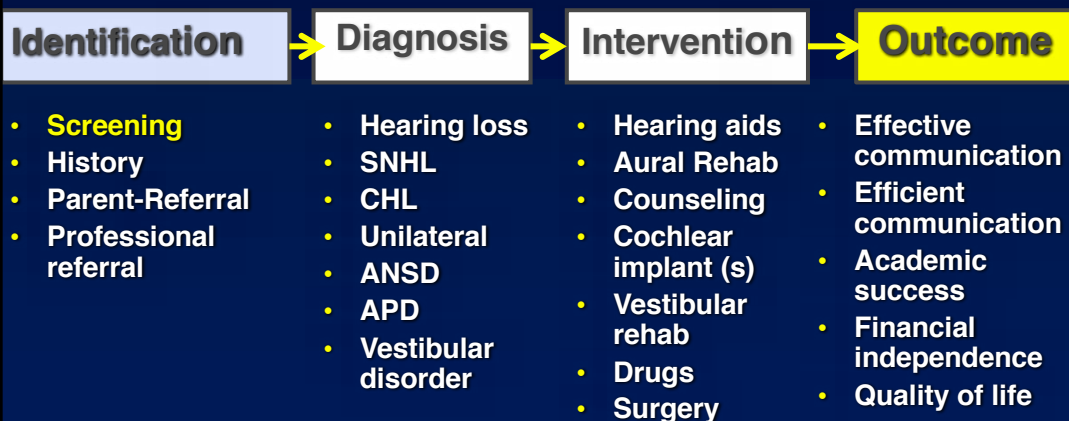 Identification
Diagnosis
Intervention
Outcome
• Screening
• History
• Parent-Referral
• Professional
referral
• Hearing loss
• SNHL
• CHL
• Unilateral
• ANSD
• APD
• Vestibular
disorder
• Hearing aids
• Aural Rehab
• Counseling
• Cochlear
implant (s)
• Vestibular
rehab
• Drugs
• Surgery
• Effective
communication
• Efficient
communication
• Academic
success
• Financial
independence
• Quality of life